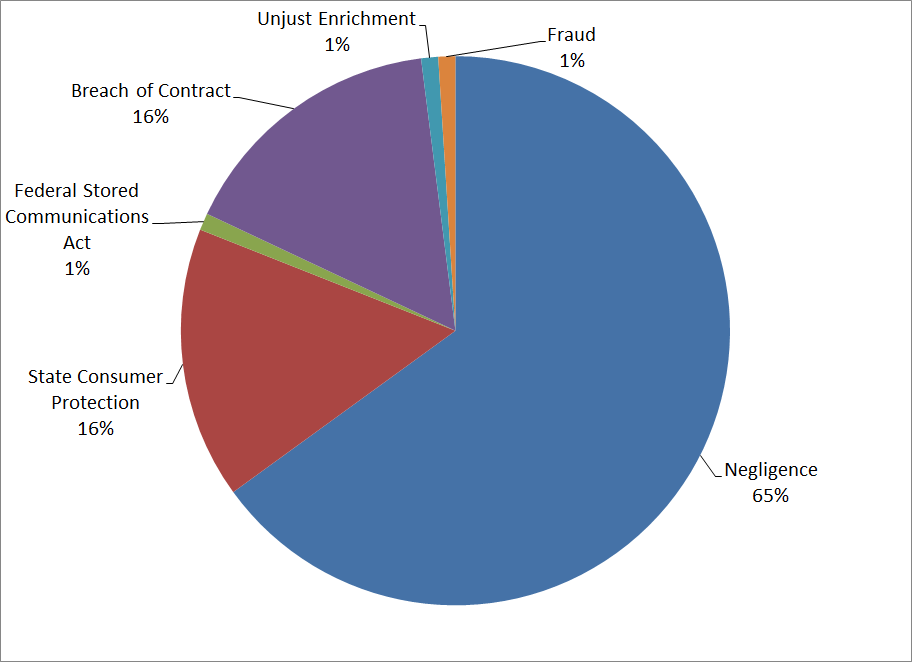 Unjust Enrichment
1%
Fraud
1%
Breach of Contract
16%
Federal Stored
Communications
Act
1%
State Consumer
Protection
16%
Negligence
65%